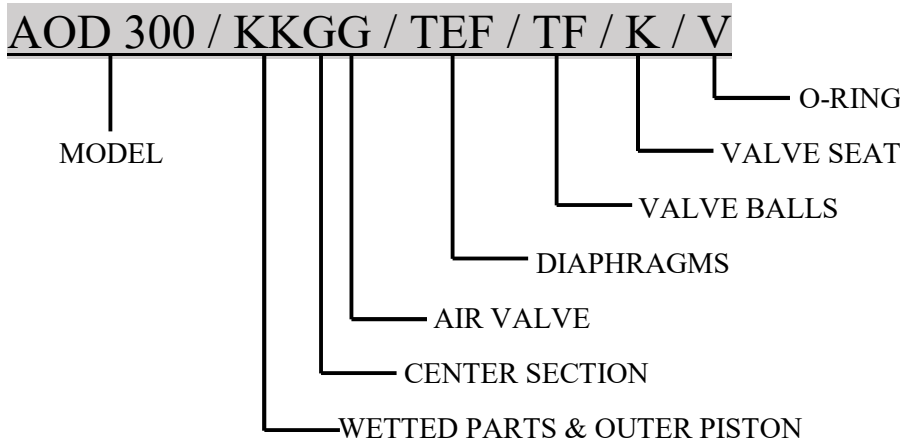 AOD 300 / KKGG / TEF / TF / K / V
O-RING
MODEL
VALVE SEAT
VALVE BALLS
DIAPHRAGMS
AIR VALVE
CENTER SECTION
WETTED PARTS & OUTER PISTON